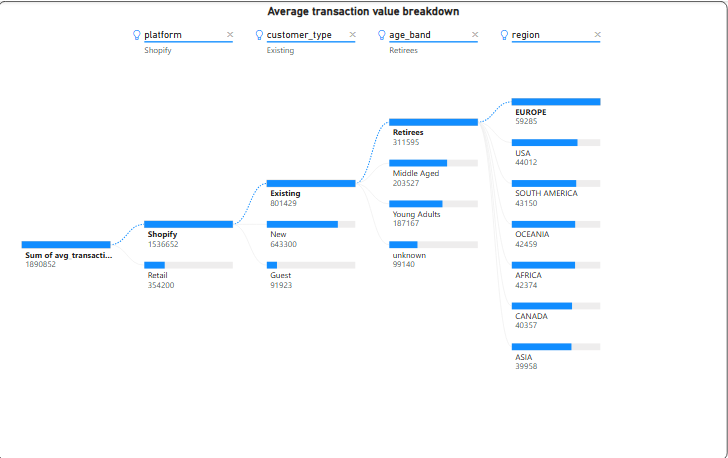 Average transaction value breakdown
platform
Shopify
customer_type
Existing
age_band
Retirees
region
Sum of avg_transacti...
1890852
Shopify
1536652
Retail
354200
Existing
801429
New
643300
Guest
91923
Retirees
311595
Middle Aged
203527
Young Adults
187167
unknown
99140
EUROPE
59285
USA
44012
SOUTH AMERICA
43150
OCEANIA
42459
AFRICA
42374
CANADA
40357
ASIA
39958